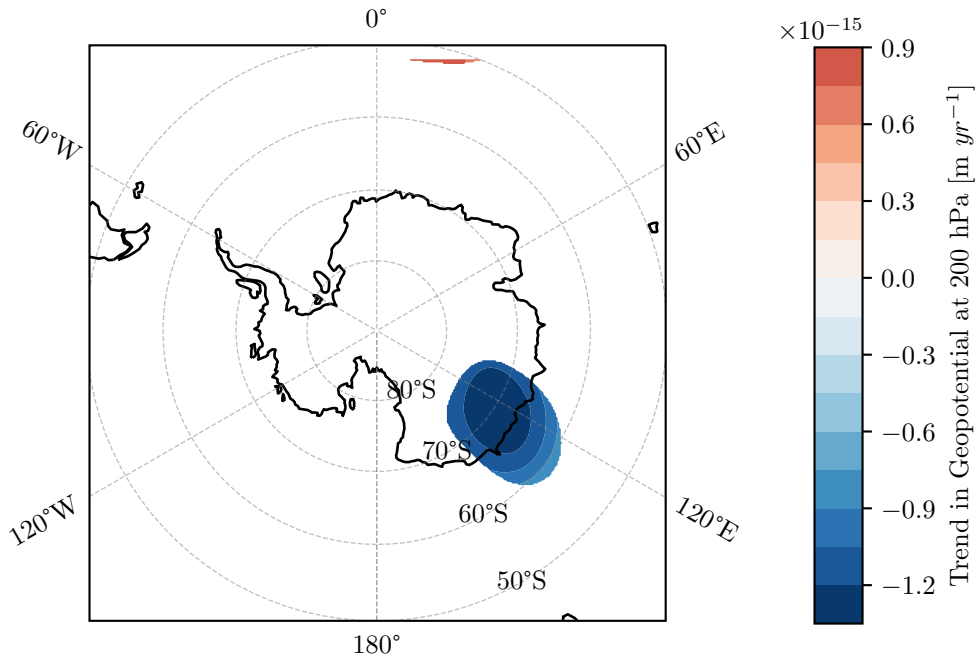 0°
×10⁻¹⁵
60°W
60°E
80°S
70°S
60°S
50°S
120°W
120°E
180°
0.9
0.6
0.3
0.0
−0.3
−0.6
−0.9
−1.2
Trend in Geopotential at 200 hPa [m yr⁻¹]